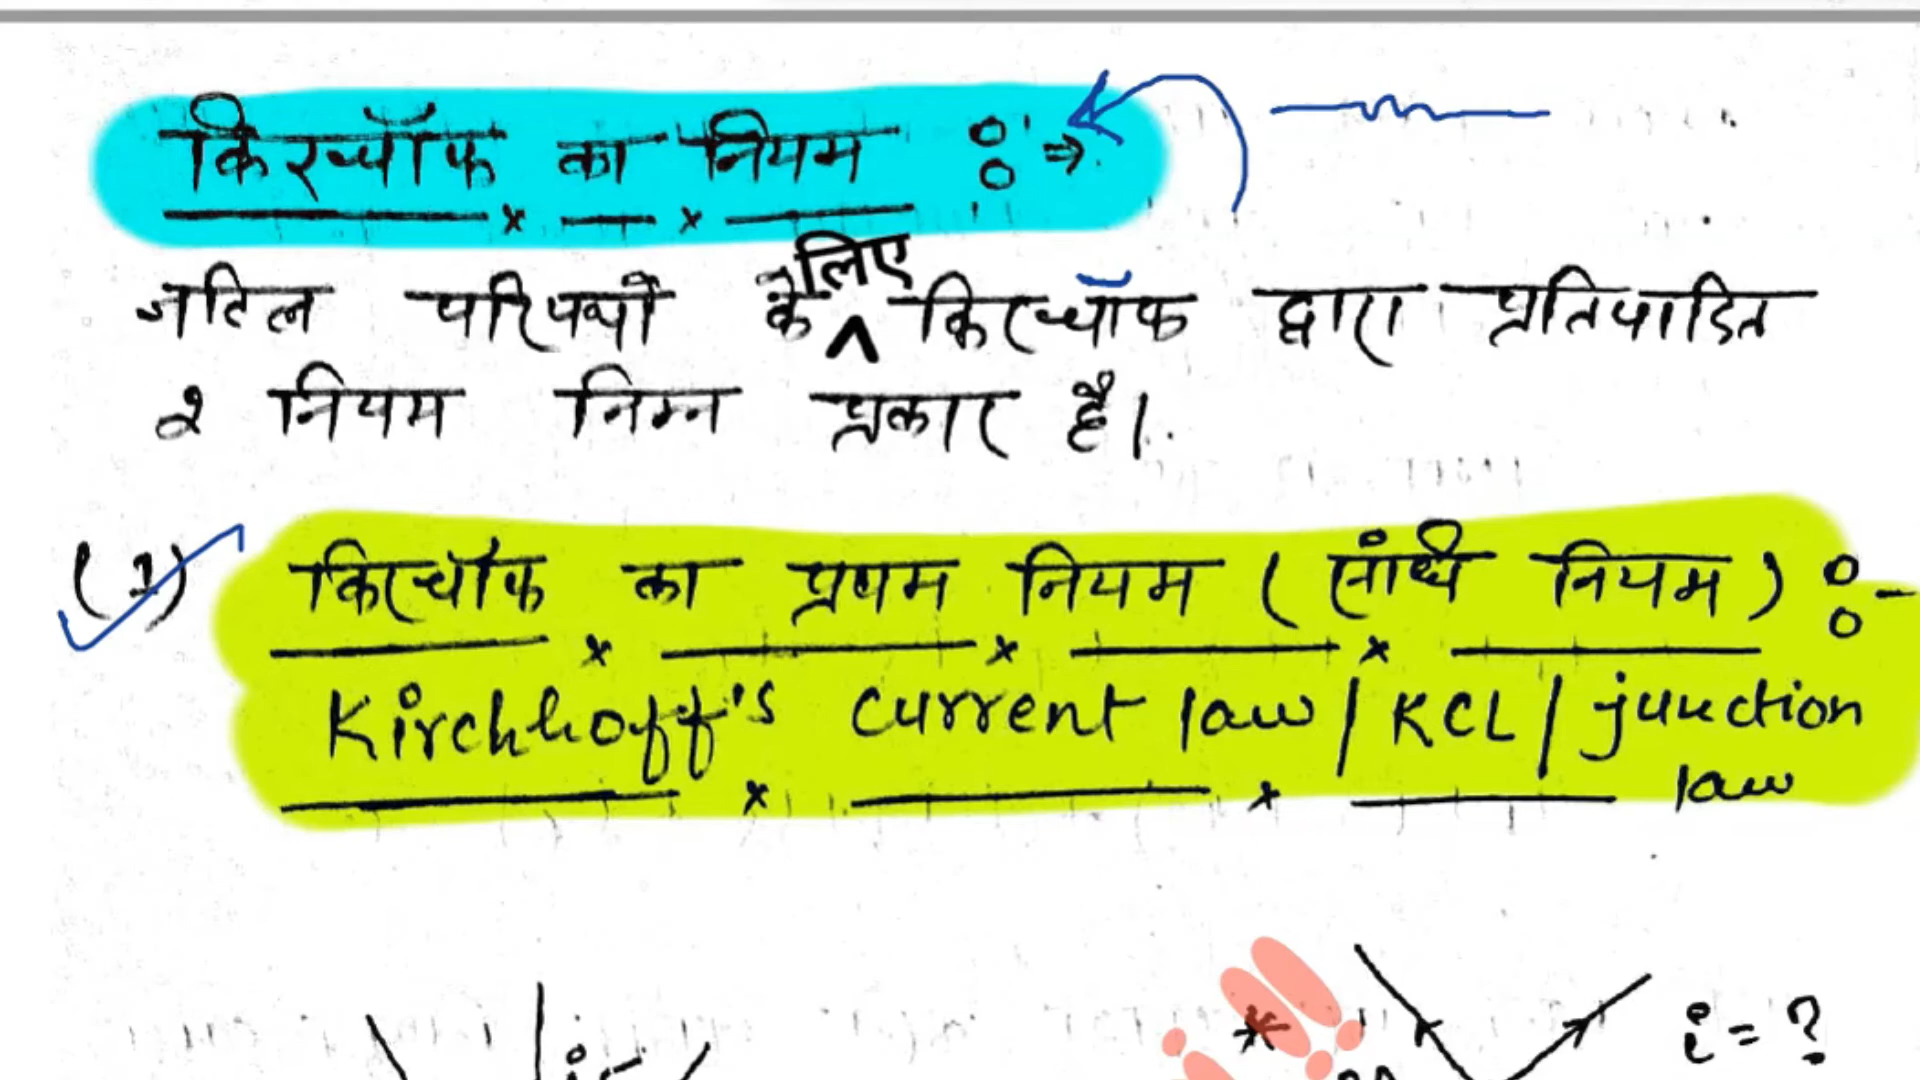 किरचॉफ का नियम :⇒
जटिल परिपथों के लिए किरचॉफ द्वारा प्रतिपादित
2 नियम निम्न प्रकार है।
(1) किरचॉफ का प्रथम नियम (संधि नियम) :-
Kirchhoff's current law / KCL / junction
law
i = ?